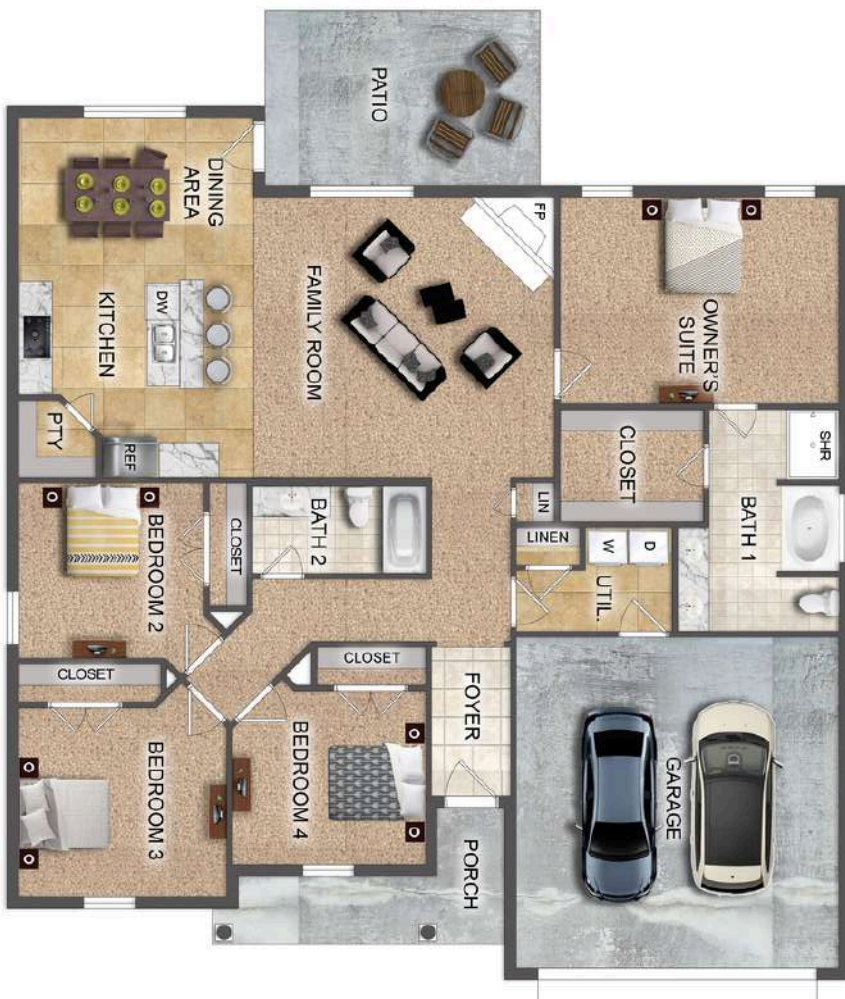 PATIO
DINING
AREA
FP
FAMILY ROOM
OWNER'S
SUITE
KITCHEN
DW
PTY
REF
CLOSET
SHR
BATH 1
LIN
LINEN
W
D
UTIL.
BEDROOM 2
CLOSET
BATH 2
CLOSET
CLOSET
FOYER
BEDROOM 3
BEDROOM 4
GARAGE
PORCH